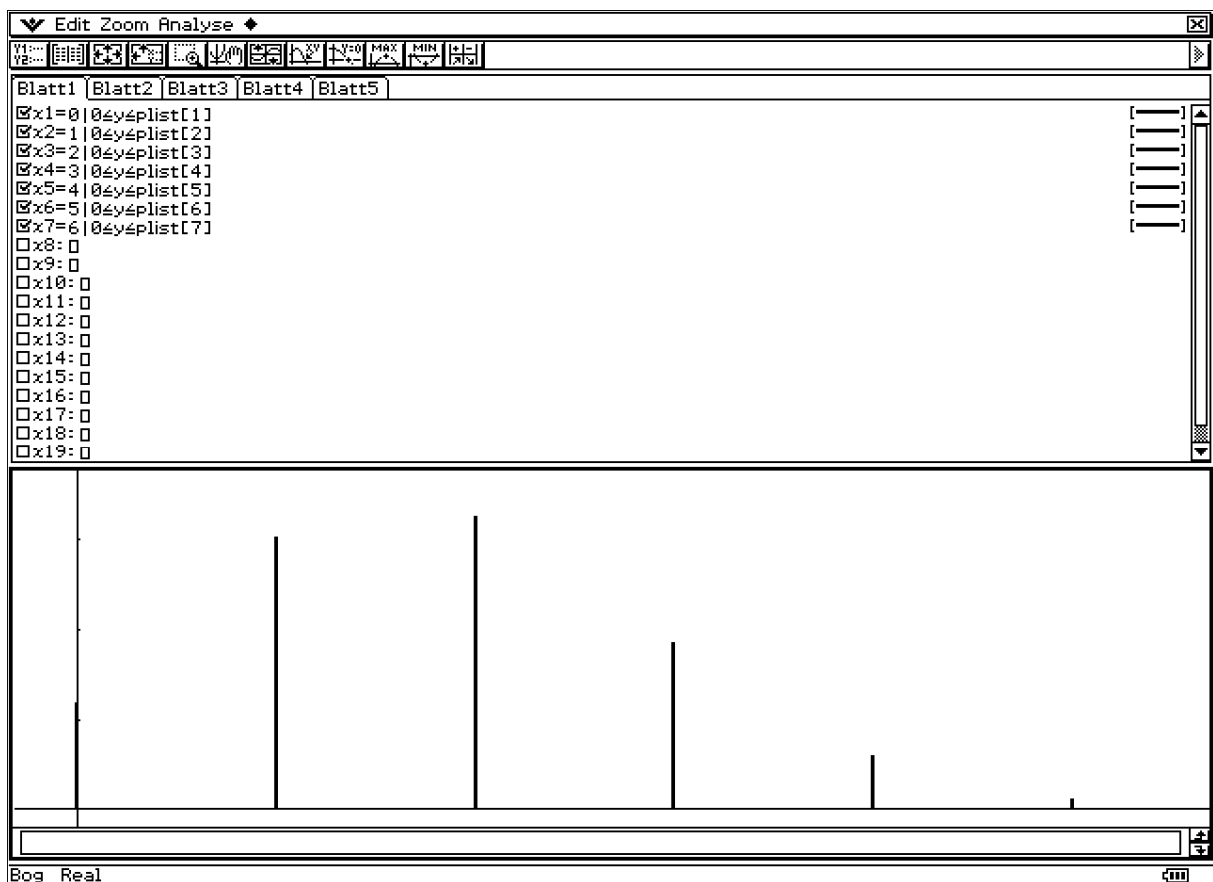 Edit Zoom Analyse ◆
Blatt1 Blatt2 Blatt3 Blatt4 Blatt5
x1=0|0≤y≤plist[1]
x2=1|0≤y≤plist[2]
x3=2|0≤y≤plist[3]
x4=3|0≤y≤plist[4]
x5=4|0≤y≤plist[5]
x6=5|0≤y≤plist[6]
x7=6|0≤y≤plist[7]
x8:
x9:
x10:
x11:
x12:
x13:
x14:
x15:
x16:
x17:
x18:
x19:
Bog Real